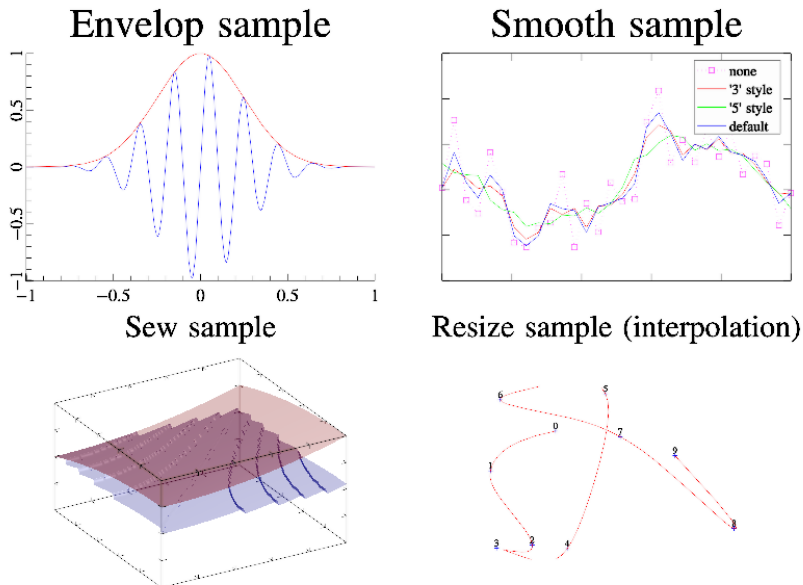 Envelop sample
Smooth sample
1
0.5
0
−0.5
−1
−1
−0.5
0
0.5
1
none
'3' style
'5' style
default
Sew sample
Resize sample (interpolation)
5
6
0
7
9
1
8
3
2
4